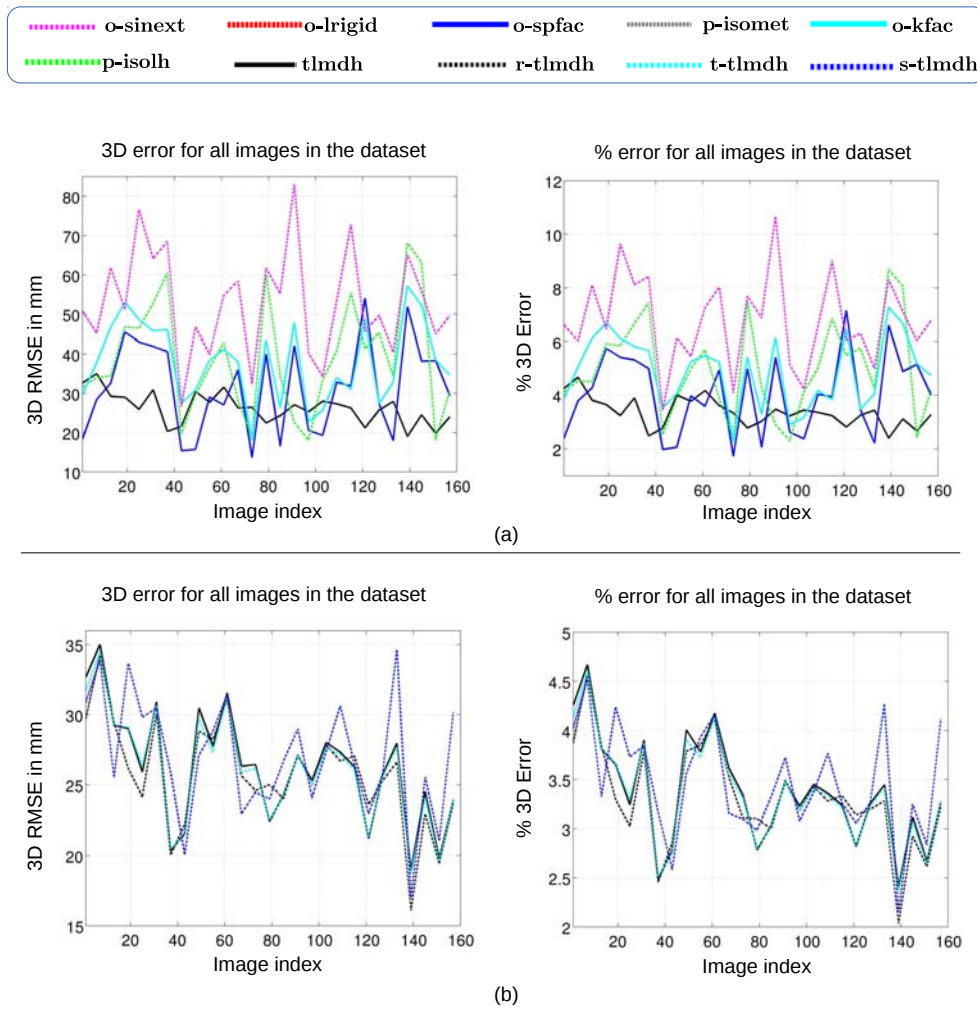 o-sinext o-lrigid o-spfac p-isomet o-kfac
p-isolh tlmdh r-tlmdh t-tlmdh s-tlmdh
3D error for all images in the dataset
% error for all images in the dataset
3D RMSE in mm
80
70
60
50
40
30
20
10
20 40 60 80 100 120 140 160
Image index
% 3D Error
12
10
8
6
4
2
20 40 60 80 100 120 140 160
Image index
(a)
3D error for all images in the dataset
% error for all images in the dataset
3D RMSE in mm
35
30
25
20
15
20 40 60 80 100 120 140 160
Image index
% 3D Error
5
4.5
4
3.5
3
2.5
2
20 40 60 80 100 120 140 160
Image index
(b)